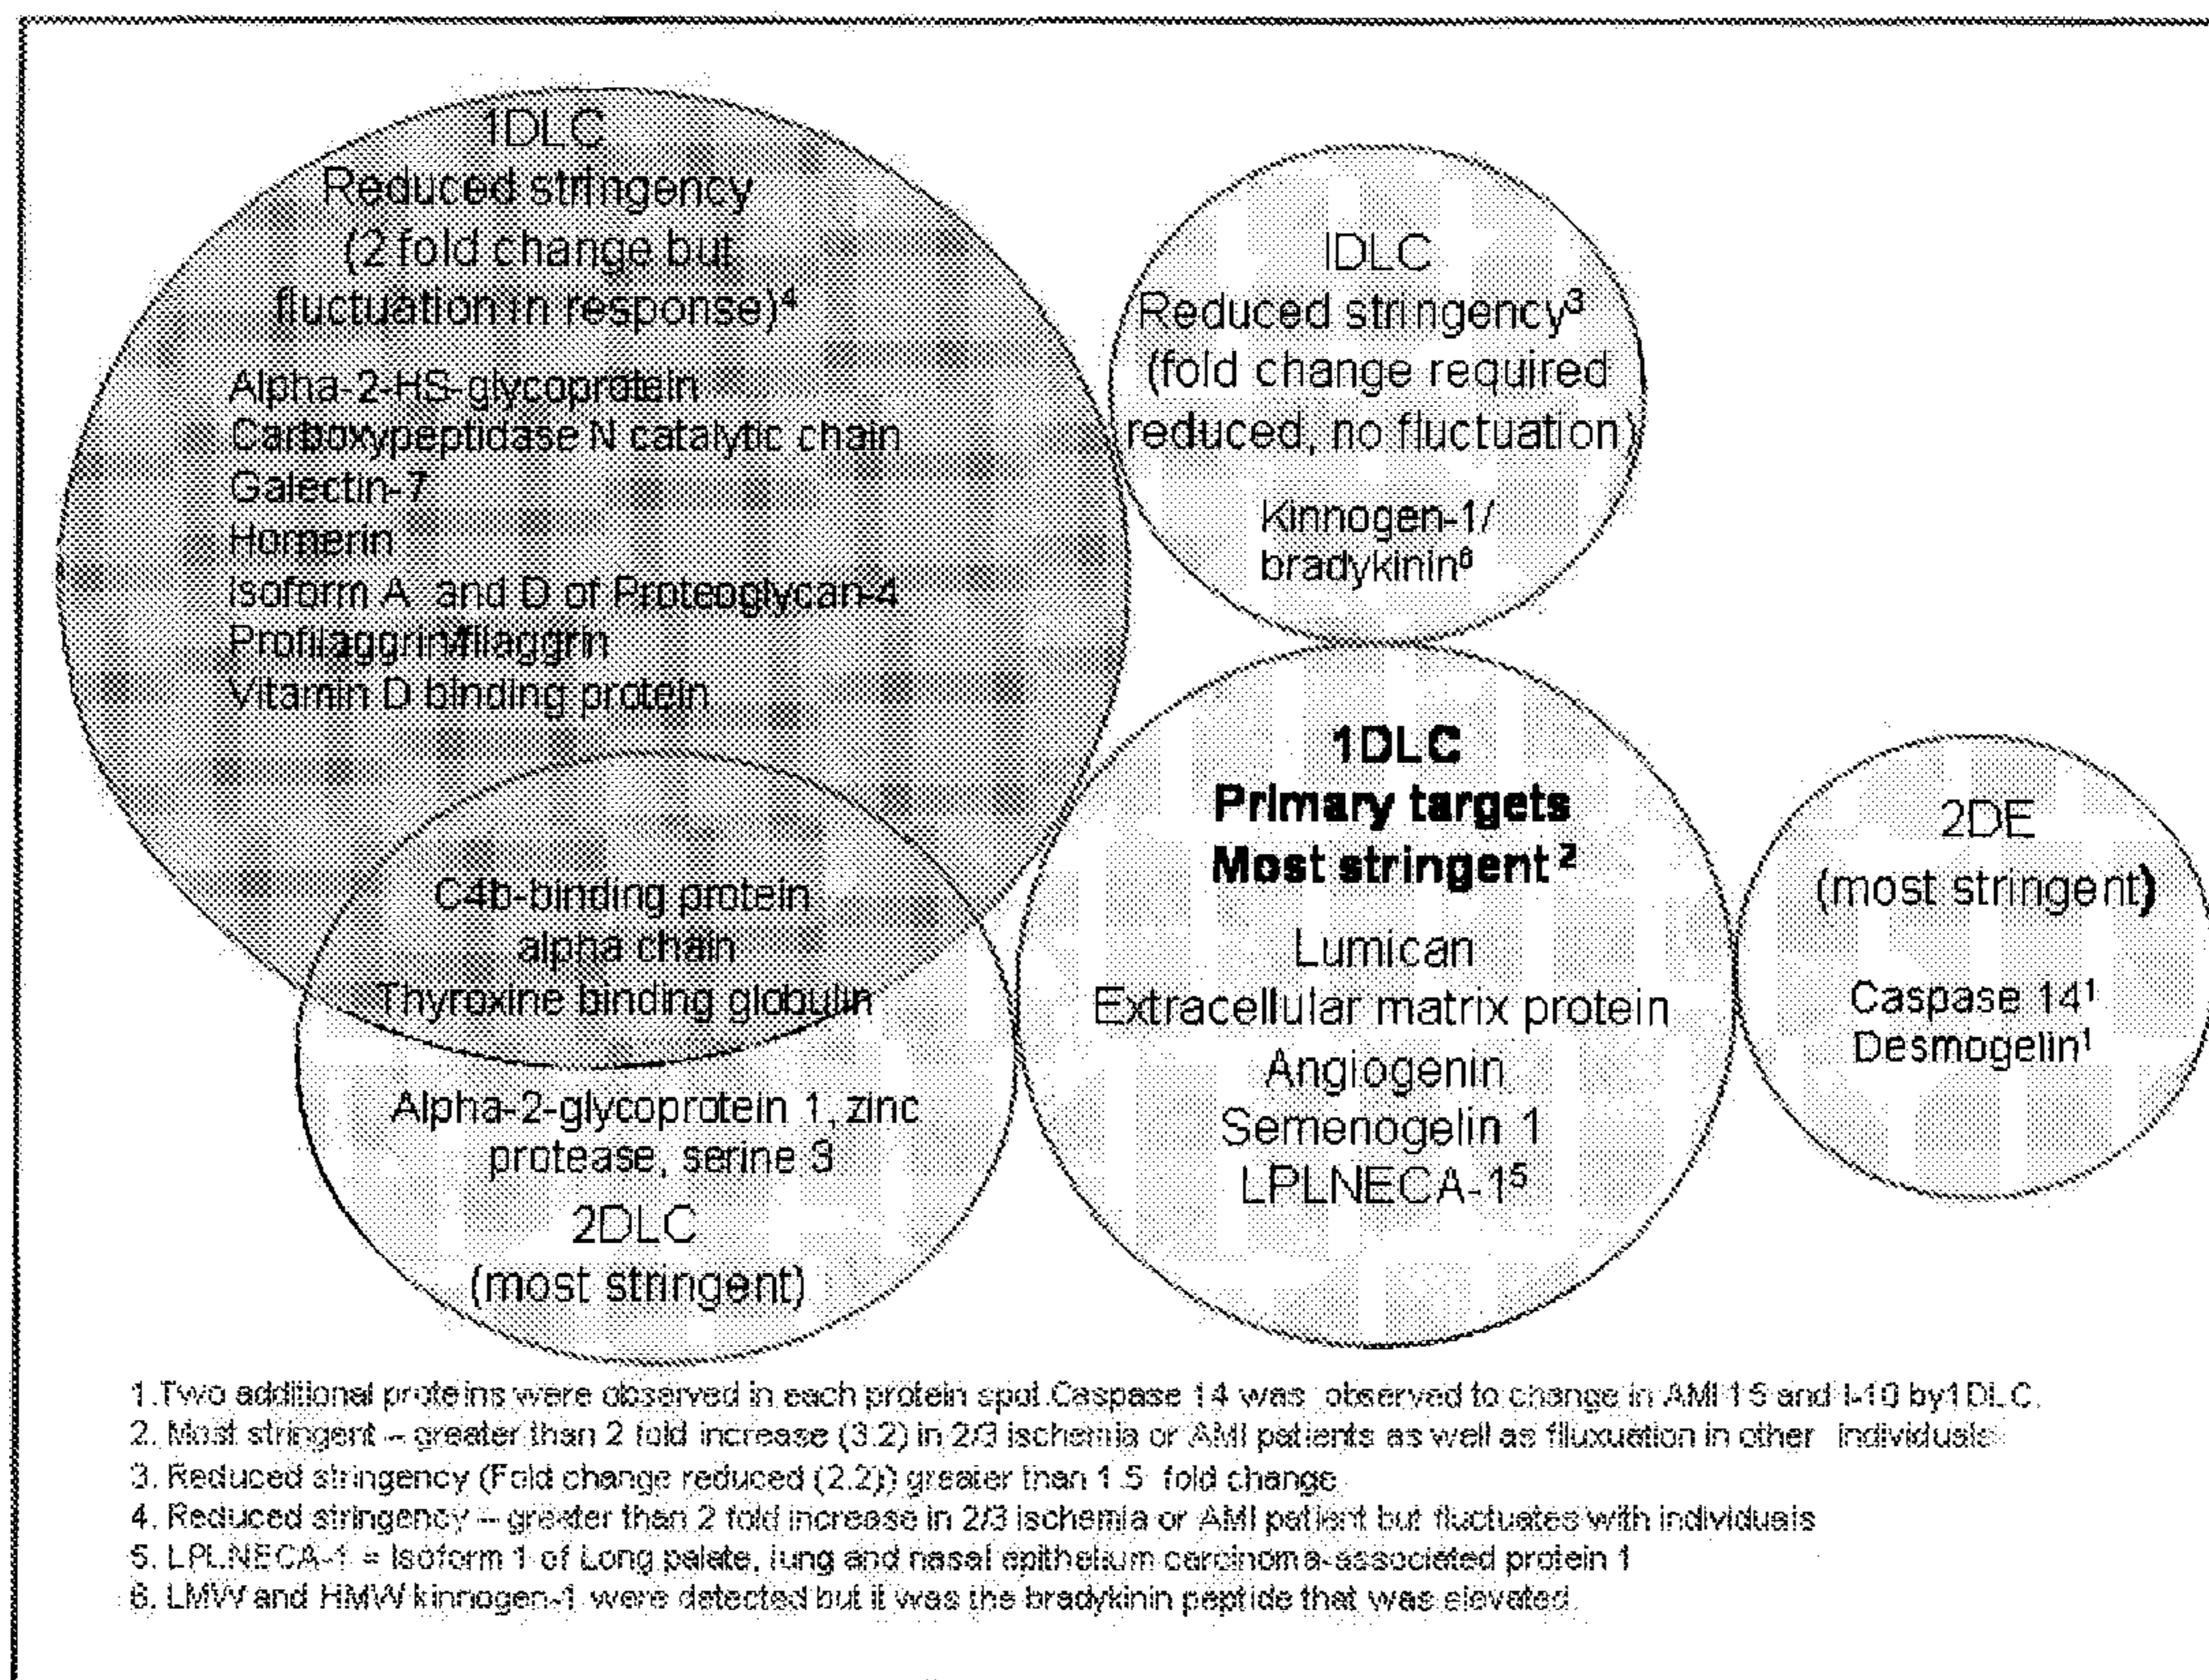 1DLC
Reduced stringency
(2 fold change but
fluctuation in response)4
Alpha-2-HS-glycoprotein
Carboxypeptidase N catalytic chain
Galectin-7
Hornerin
Isoform A and D of Proteoglycan-4
Profilaggrin/filaggrin
Vitamin D binding protein
C4b-binding protein
alpha chain
Thyroxine binding globulin
Alpha-2-glycoprotein 1, zinc
protease, serine 3
2DLC
(most stringent)
IDLC
Reduced stringency3
(fold change required
reduced, no fluctuation)
Kinnogen-1/
bradykinin6
1DLC
Primary targets
Most stringent 2
Lumican
Extracellular matrix protein
Angiogenin
Semenogelin 1
LPLNECA-15
2DE
(most stringent)
Caspase 141
Desmogelin1
1. Two additional proteins were observed in each protein spot. Caspase 14 was observed to change in AMI 15 and I-10 by 1DLC.
2. Most stringent – greater than 2 fold increase (3.2) in 2/3 ischemia or AMI patients as well as filuxuation in other individuals
3. Reduced stringency (Fold change reduced (2.2)) greater than 1.5 fold change
4. Reduced stringency – greater than 2 fold increase in 2/3 ischemia or AMI patient but fluctuates with individuals
5. LPLNECA-1 = Isoform 1 of Long palate, lung and nasal epithelium carcinoma-associated protein 1
6. LMW and HMW kinnogen-1 were detected but it was the bradykinin peptide that was elevated.